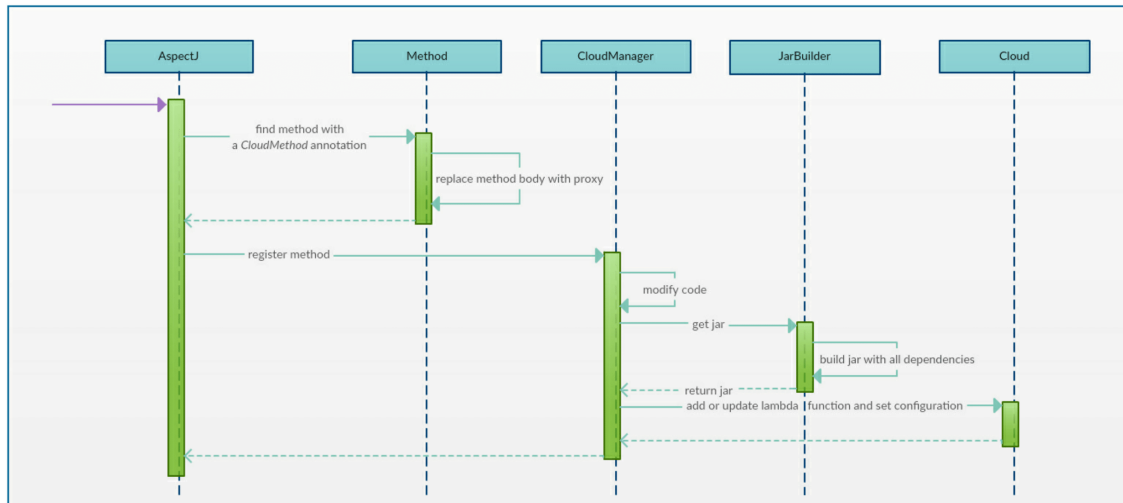 AspectJ
Method
CloudManager
JarBuilder
Cloud
find method with
a CloudMethod annotation
replace method body with proxy
register method
modify code
get jar
build jar with all dependencies
return jar
add or update lambda function and set configuration